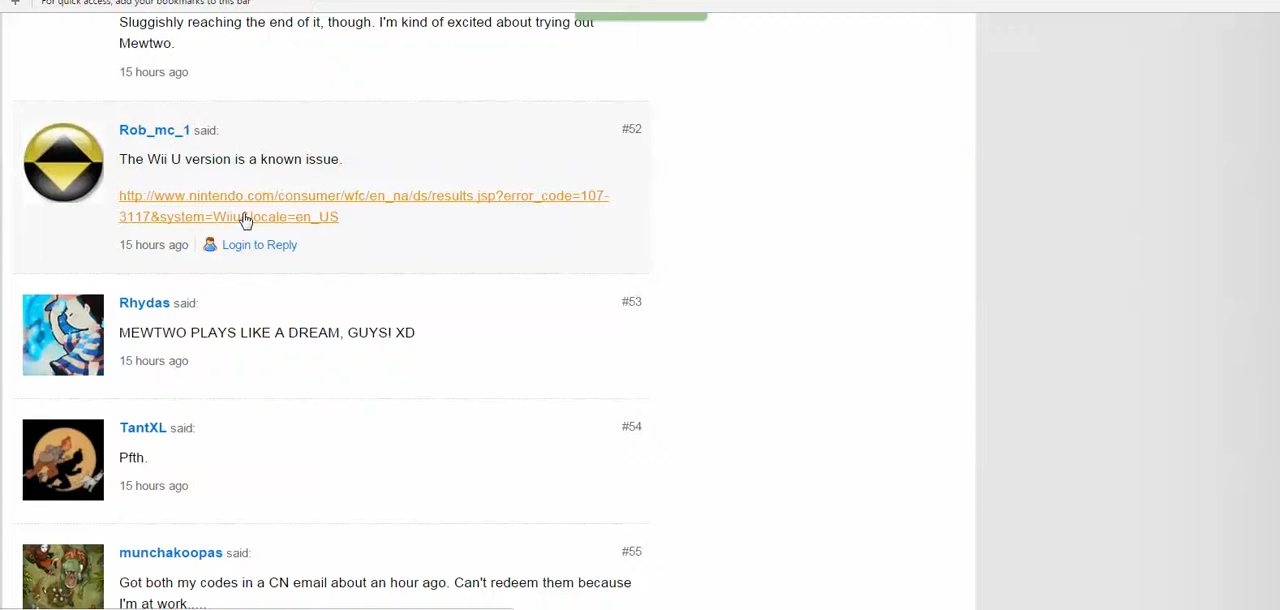 For quick access, add your bookmarks to this bar
Sluggishly reaching the end of it, though. I'm kind of excited about trying out
Mewtwo.
15 hours ago
Rob_mc_1 said:
#52
The Wii U version is a known issue.
http://www.nintendo.com/consumer/wfc/en_na/ds/results.jsp?error_code=107-
3117&system=Wiiu&locale=en_US
15 hours ago
Login to Reply
Rhydas said:
#53
MEWTWO PLAYS LIKE A DREAM, GUYS! XD
15 hours ago
TantXL said:
#54
Pfth.
15 hours ago
munchakoopas said:
#55
Got both my codes in a CN email about an hour ago. Can't redeem them because
I'm at work.....